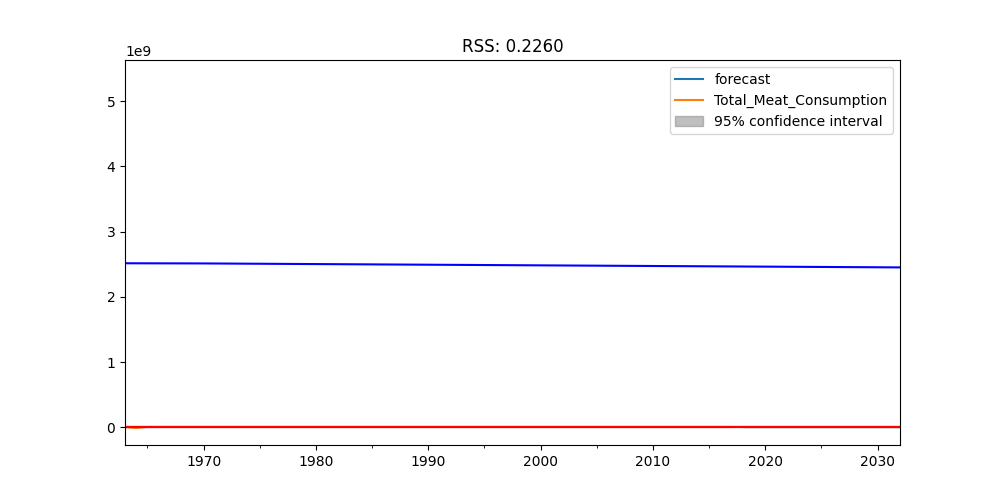 RSS: 0.2260
1e9
forecast
Total_Meat_Consumption
95% confidence interval
5
4
3
2
1
0
1970 1980 1990 2000 2010 2020 2030